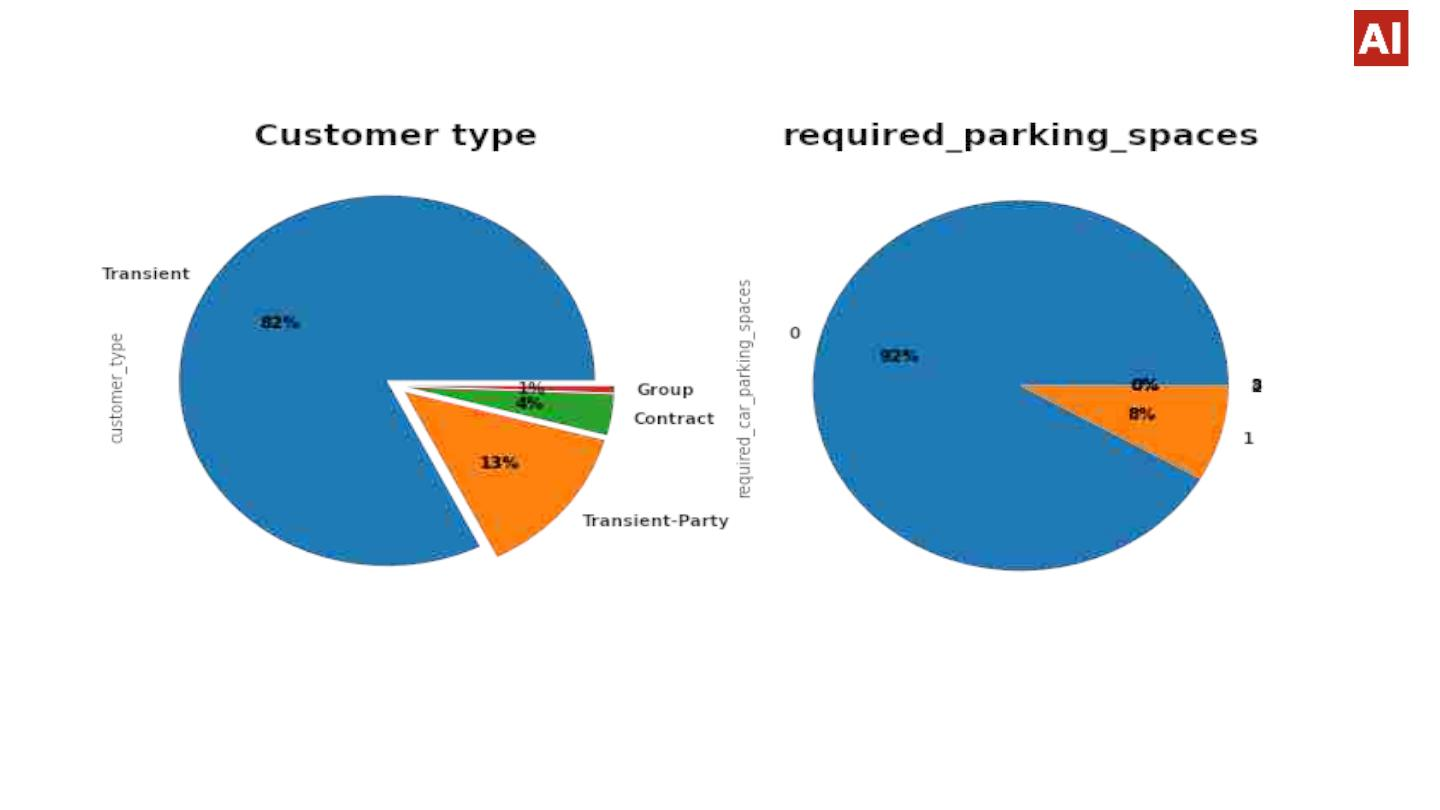 AI
Customer type
required_parking_spaces
Transient
82%
customer_type
1%
4%
13%
Group
Contract
Transient-Party
required_car_parking_spaces
0
92%
0%
8%
1